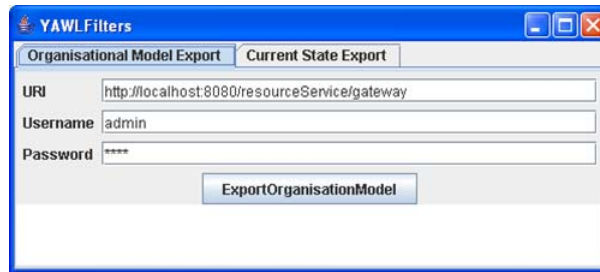 YAWLFilters
Organisational Model Export Current State Export
URI http://localhost:8080/resourceService/gateway
Username admin
Password ****
ExportOrganisationModel